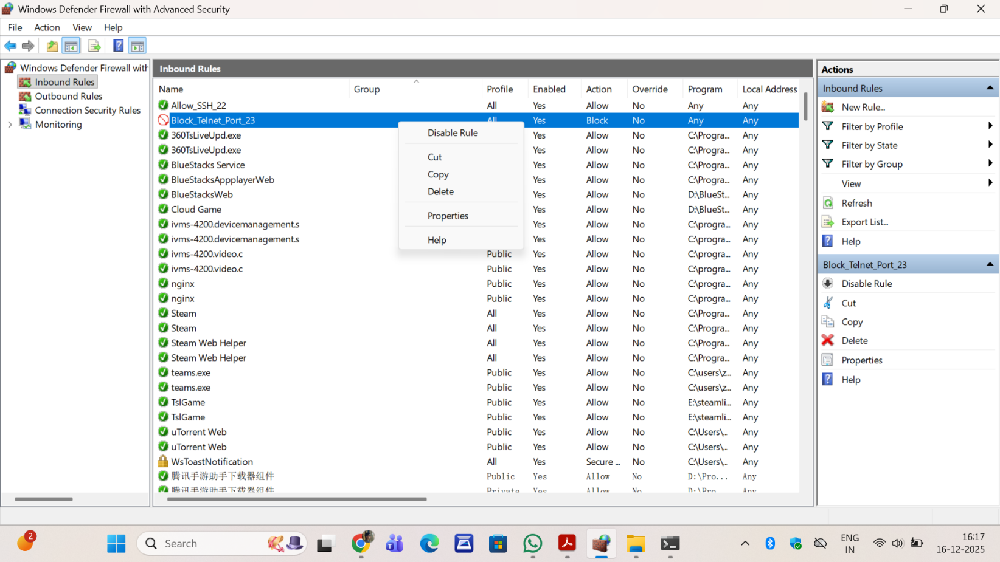 Windows Defender Firewall with Advanced Security
File Action View Help
Windows Defender Firewall with
Inbound Rules
Outbound Rules
Connection Security Rules
Monitoring
Inbound Rules
Name Group Profile Enabled Action Override Program Local Address
Allow_SSH_22 All Yes Allow No Any Any
Block_Telnet_Port_23 All Yes Block No Any Any
360TsLiveUpd.exe Yes Allow No C:\Progra... Any
360TsLiveUpd.exe Yes Allow No C:\Progra... Any
BlueStacks Service Yes Allow No C:\Progra... Any
BlueStacksAppplayerWeb Yes Allow No C:\Progra... Any
BlueStacksWeb Yes Allow No D:\BlueSt... Any
Cloud Game Yes Allow No D:\BlueSt... Any
ivms-4200.devicemanagement.s Yes Allow No C:\progra... Any
ivms-4200.devicemanagement.s Yes Allow No C:\progra... Any
ivms-4200.video.c Public Yes Allow No C:\progra... Any
ivms-4200.video.c Public Yes Allow No C:\progra... Any
nginx Public Yes Allow No C:\progra... Any
nginx Public Yes Allow No C:\progra... Any
Steam All Yes Allow No C:\Progra... Any
Steam All Yes Allow No C:\Progra... Any
Steam Web Helper All Yes Allow No C:\Progra... Any
Steam Web Helper All Yes Allow No C:\Progra... Any
teams.exe Public Yes Allow No C:\users\z... Any
teams.exe Public Yes Allow No C:\users\z... Any
TslGame Public Yes Allow No E:\steamli... Any
TslGame Public Yes Allow No E:\steamli... Any
uTorrent Web Public Yes Allow No C:\Users\... Any
uTorrent Web Public Yes Allow No C:\Users\... Any
WsToastNotification All Yes Secure ... No C:\Users\... Any
腾讯手游助手下载器组件 Public Yes Allow No D:\Pro... Any
腾讯手游助手下载器组件 Private Yes Allow No D:\Pro Any
Disable Rule
Cut
Copy
Delete
Properties
Help
Actions
Inbound Rules
New Rule...
Filter by Profile
Filter by State
Filter by Group
View
Refresh
Export List...
Help
Block_Telnet_Port_23
Disable Rule
Cut
Copy
Delete
Properties
Help
2
Search
ENG
IN
16:17
16-12-2025